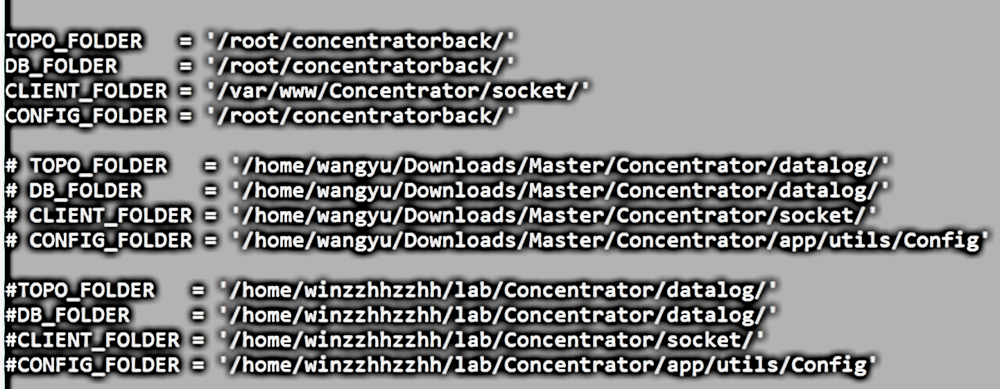 TOPO_FOLDER   = '/root/concentratorback/'
DB_FOLDER     = '/root/concentratorback/'
CLIENT_FOLDER = '/var/www/Concentrator/socket/'
CONFIG_FOLDER = '/root/concentratorback/'
# TOPO_FOLDER   = '/home/wangyu/Downloads/Master/Concentrator/datalog/'
# DB_FOLDER     = '/home/wangyu/Downloads/Master/Concentrator/datalog/'
# CLIENT_FOLDER = '/home/wangyu/Downloads/Master/Concentrator/socket/'
# CONFIG_FOLDER = '/home/wangyu/Downloads/Master/Concentrator/app/utils/Config'
#TOPO_FOLDER   = '/home/winzzhhzzhh/lab/Concentrator/datalog/'
#DB_FOLDER     = '/home/winzzhhzzhh/lab/Concentrator/datalog/'
#CLIENT_FOLDER = '/home/winzzhhzzhh/lab/Concentrator/socket/'
#CONFIG_FOLDER = '/home/winzzhhzzhh/lab/Concentrator/app/utils/Config'